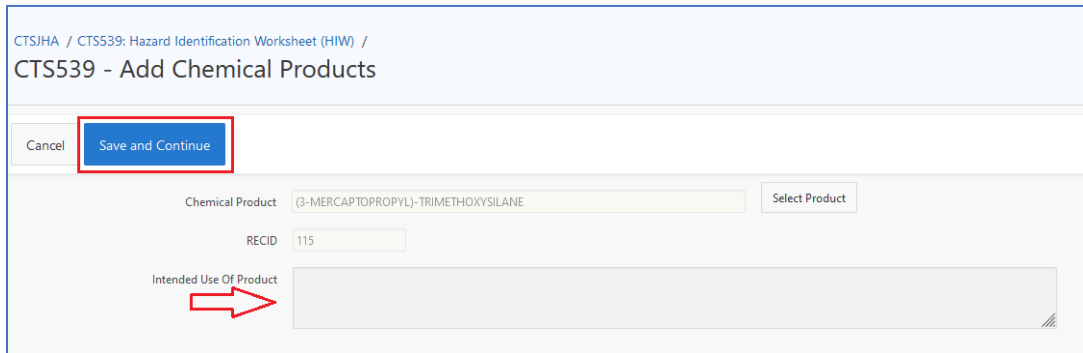 CTSJHA / CTS539: Hazard Identification Worksheet (HIW) /
CTS539 - Add Chemical Products
Cancel Save and Continue
Chemical Product (3-MERCAPTOPROPYL)-TRIMETHOXYSILANE Select Product
RECID 115
Intended Use Of Product